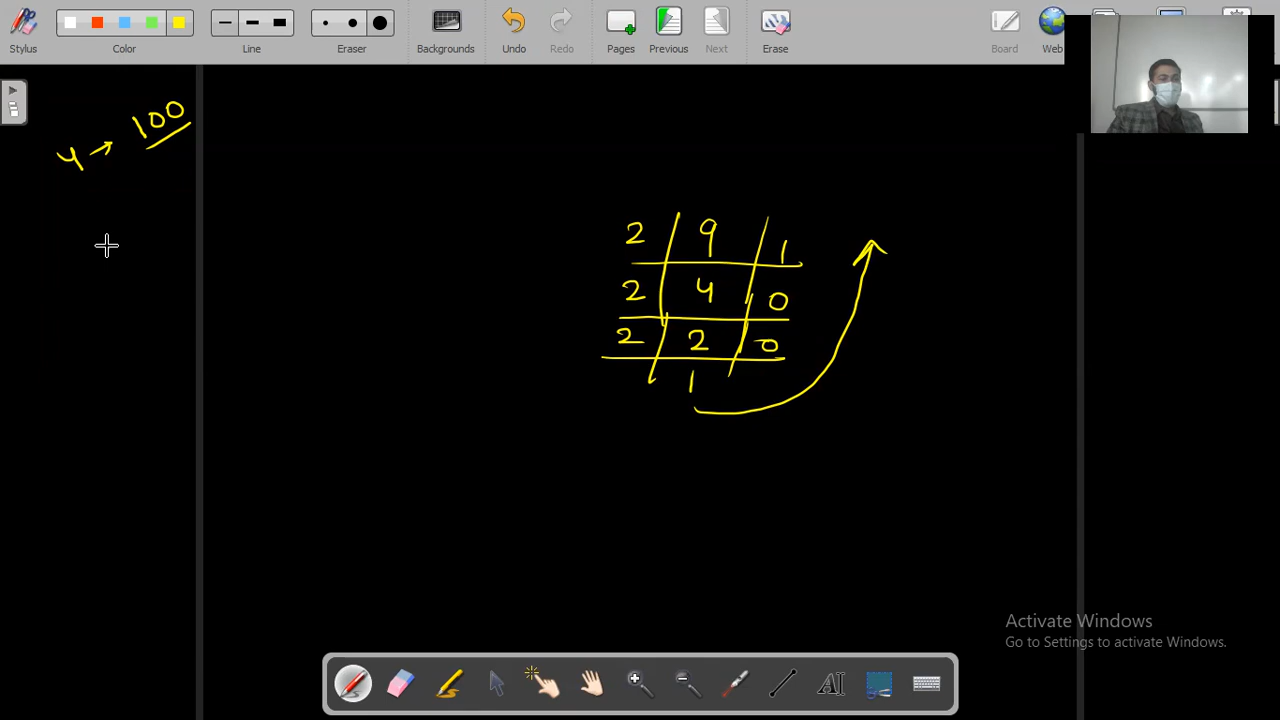 Stylus Color Line Eraser Backgrounds Undo Redo Pages Previous Next Erase Board Web
4 → 100
2 9 1
2 4 0
2 2 0
1
Activate Windows
Go to Settings to activate Windows.
AI